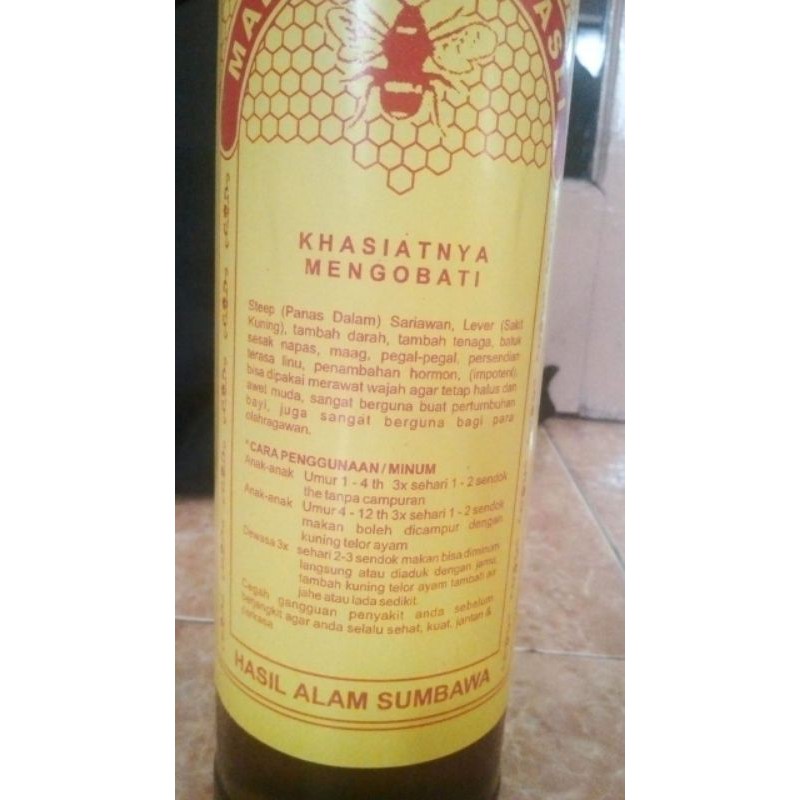 ASLI
KHASIATNYA
MENGOBATI
Steep (Panas Dalam) Sariawan, Lever (Sakit
Kuning), tambah darah, tambah tenaga, batuk
sesak napas, maag, pegal-pegal, persendian
terasa linu, penambahan hormon, (impotent),
bisa dipakai merawat wajah agar tetap halus dan
awet muda, sangat berguna buat pertumbuhan
bayi, juga sangat berguna bagi para
olahragawan.
*CARA PENGGUNAAN / MINUM
Anak-anak Umur 1 - 4 th 3x sehari 1 - 2 sendok
the tanpa campuran
Anak-anak Umur 4 - 12 th 3x sehari 1 - 2 sendok
makan boleh dicampur dengan
kuning telor ayam
Dewasa 3x sehari 2-3 sendok makan bisa diminum
langsung atau diaduk dengan jamu,
tambah kuning telor ayam tambah air
jahe atau lada sedikit.
Cegah gangguan penyakit anda sebelum
berjangkit agar anda selalu sehat, kuat, jantan &
perkasa
HASIL ALAM SUMBAWA